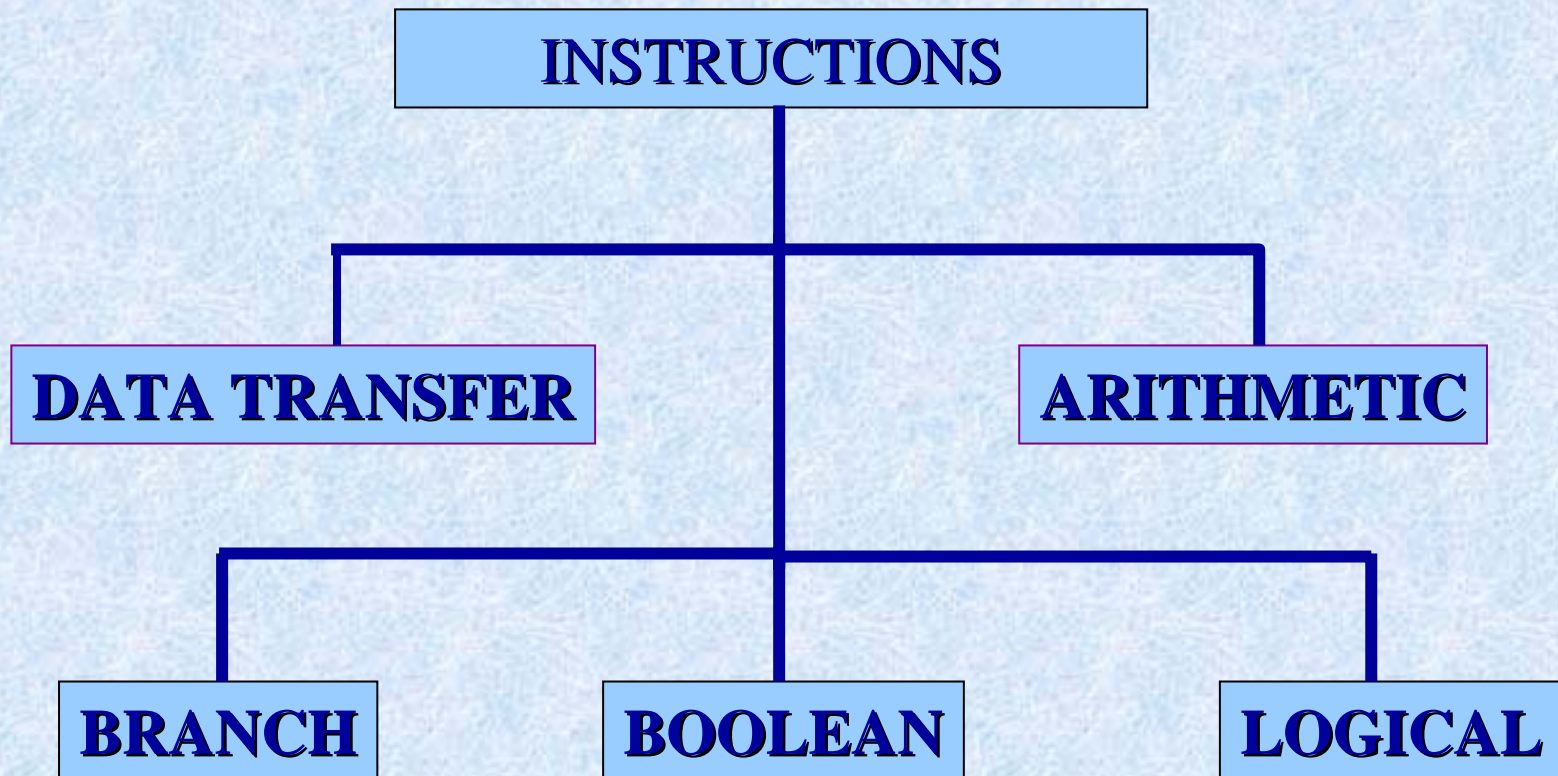 INSTRUCTIONS
DATA TRANSFER
ARITHMETIC
BRANCH
BOOLEAN
LOGICAL